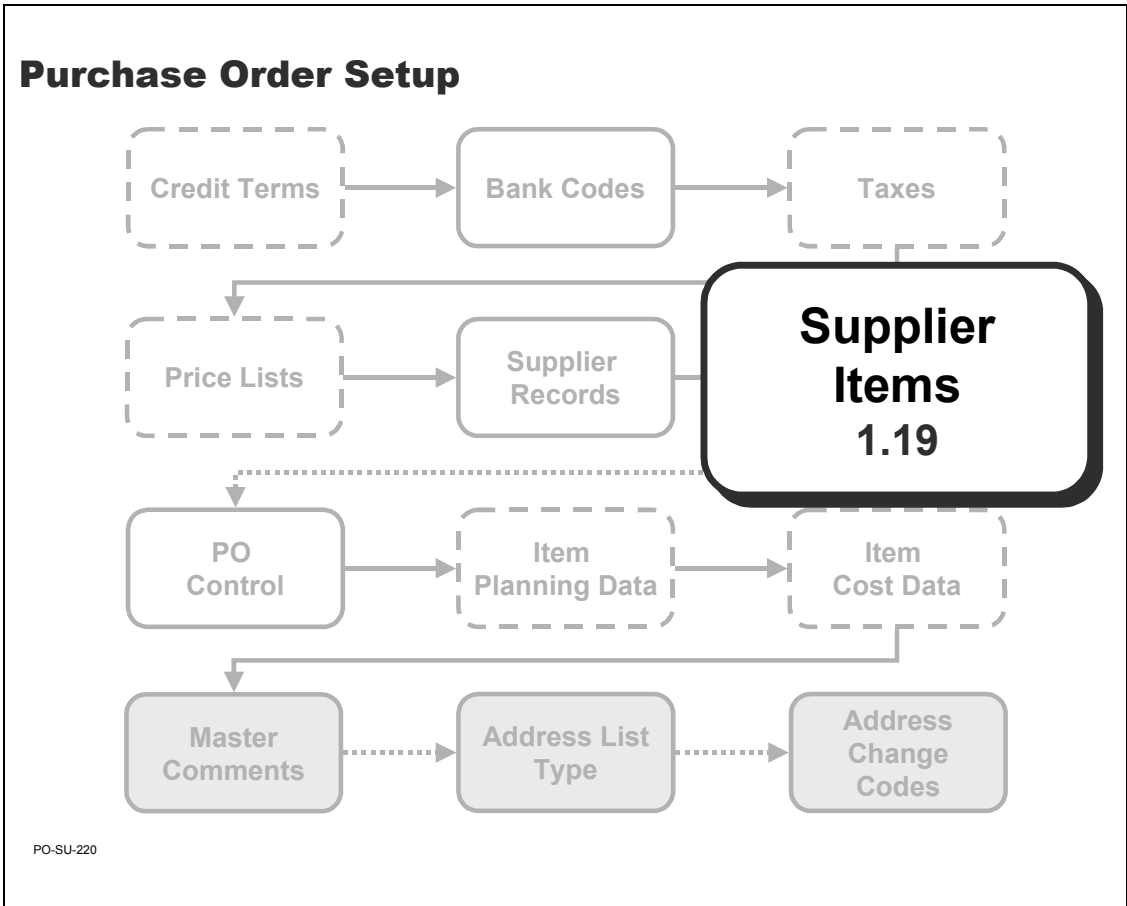 Purchase Order Setup
Credit Terms
Bank Codes
Taxes
Price Lists
Supplier
Records
Supplier
Items
1.19
PO
Control
Item
Planning Data
Item
Cost Data
Master
Comments
Address List
Type
Address
Change
Codes
PO-SU-220